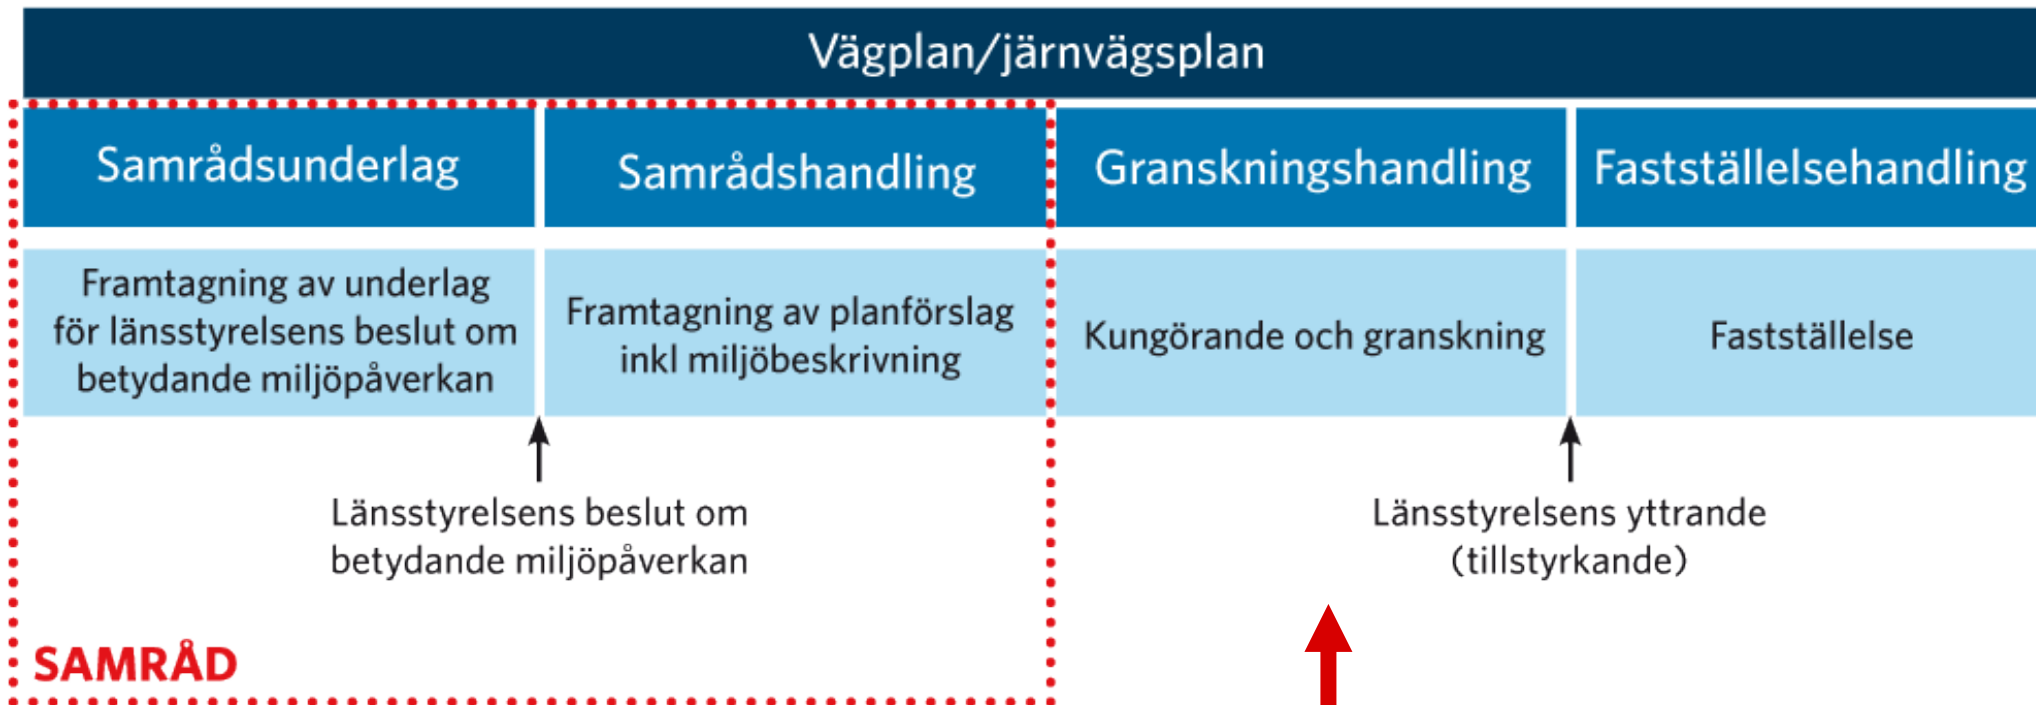 Vägplan/järnvägsplan
Samrådsunderlag
Samrådshandling
Granskningshandling
Fastställelsehandling
Framtagning av underlag
för länsstyrelsens beslut om
betydande miljöpåverkan
Framtagning av planförslag
inkl miljöbeskrivning
Kungörande och granskning
Fastställelse
Länsstyrelsens beslut om
betydande miljöpåverkan
Länsstyrelsens yttrande
(tillstyrkande)
SAMRÅD